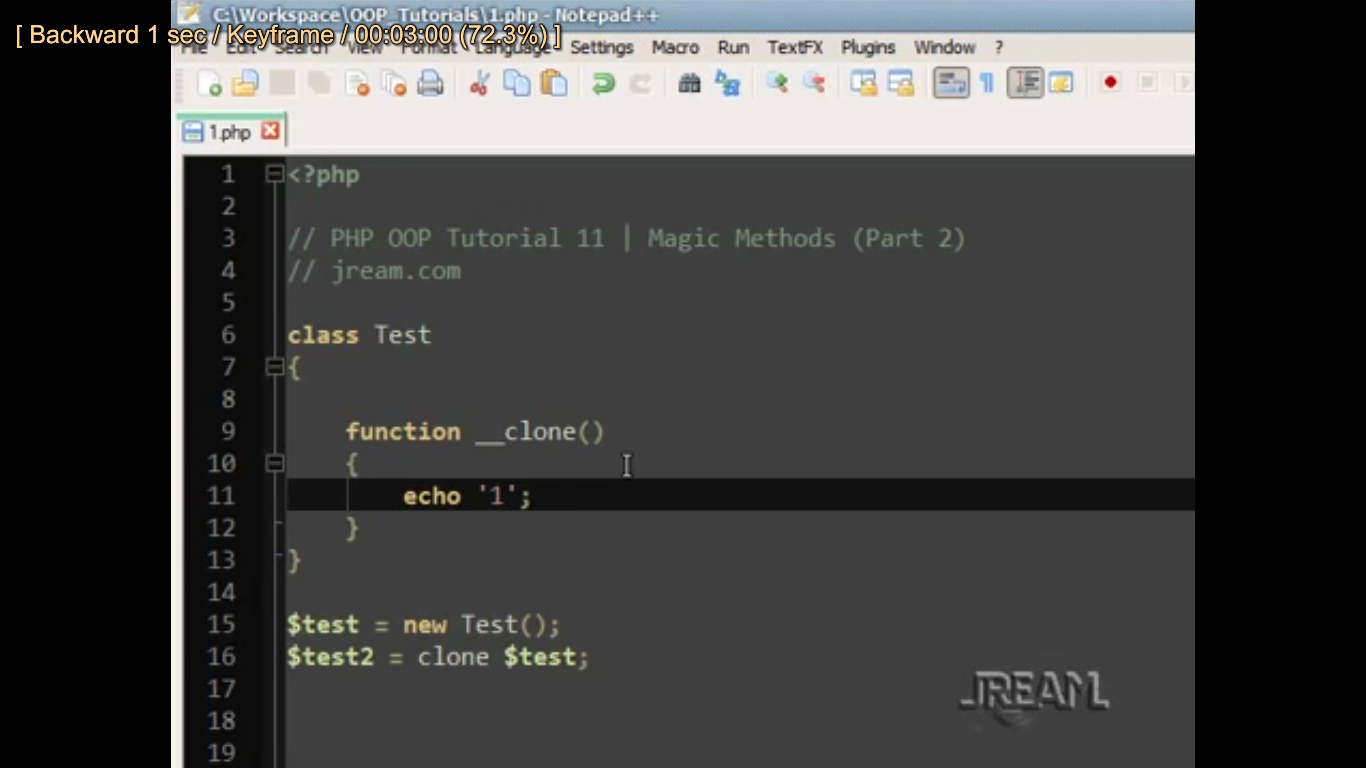 C:\Workspace\OOP_Tutorials\1.php - Notepad++
[ Backward 1 sec / Keyframe / 00:03:00 (72.3%) ]
File Edit Search View Format Language Settings Macro Run TextFX Plugins Window ?
1.php
1 <?php
2
3 // PHP OOP Tutorial 11 | Magic Methods (Part 2)
4 // jream.com
5
6 class Test
7 {
8
9 function __clone()
10 {
11 echo '1';
12 }
13 }
14
15 $test = new Test();
16 $test2 = clone $test;
17
18
19
JREAM